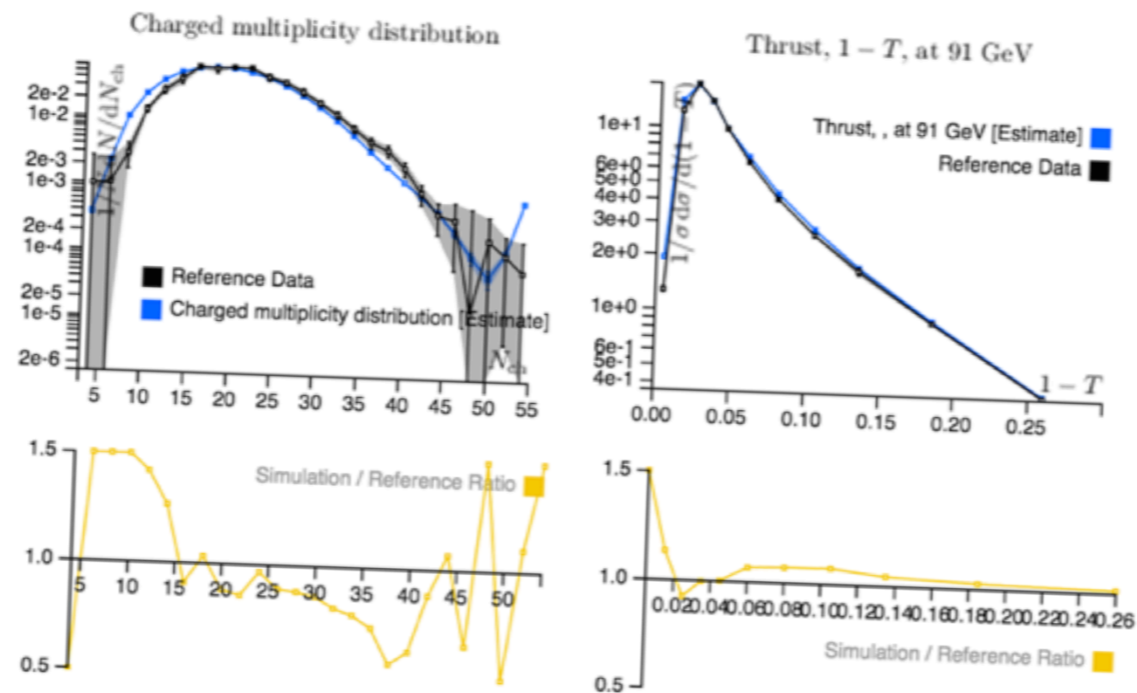 Charged multiplicity distribution
2e-2
1e-2
2e-3
1e-3
2e-4
1e-4
2e-5
1e-5
2e-6
Reference Data
Charged multiplicity distribution [Estimate]
N_ch
5 10 15 20 25 30 35 40 45 50 55
Thrust, 1 − T, at 91 GeV
1e+1
6e+0
5e+0
4e+0
3e+0
2e+0
1e+0
6e-1
5e-1
4e-1
Thrust, , at 91 GeV [Estimate]
Reference Data
1 − T
0.00 0.05 0.10 0.15 0.20 0.25
1.5
1.0
0.5
Simulation / Reference Ratio
5 10 15 20 25 30 35 40 45 50
1.5
1.0
0.5
0.02 0.04 0.06 0.08 0.10 0.12 0.14 0.16 0.18 0.20 0.22 0.24 0.26
Simulation / Reference Ratio